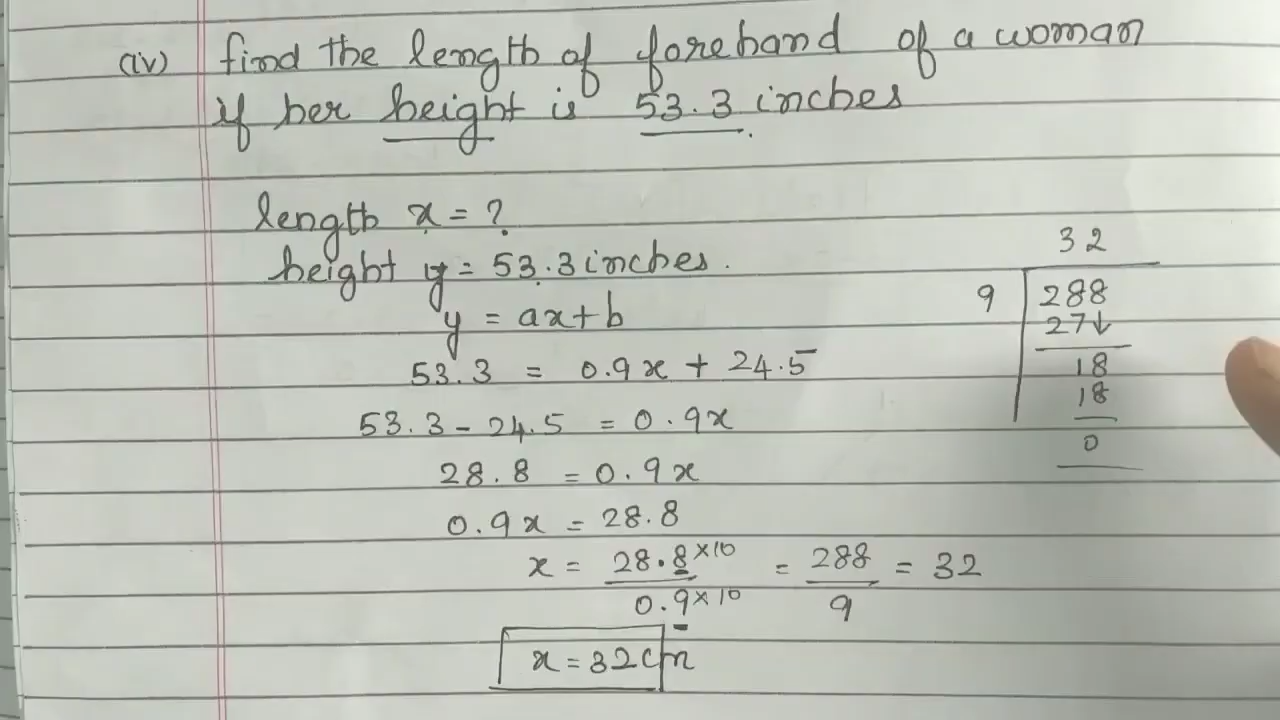 (iv) find the length of forehand of a woman
if her height is 53.3 inches
length x = ?
height y = 53.3 inches.
y = ax+b
53.3 = 0.9x + 24.5
53.3 - 24.5 = 0.9x
28.8 = 0.9x
0.9x = 28.8
x = 28.8×10 / 0.9×10 = 288 / 9 = 32
x = 32cm
32
9 288
27↓
18
18
0